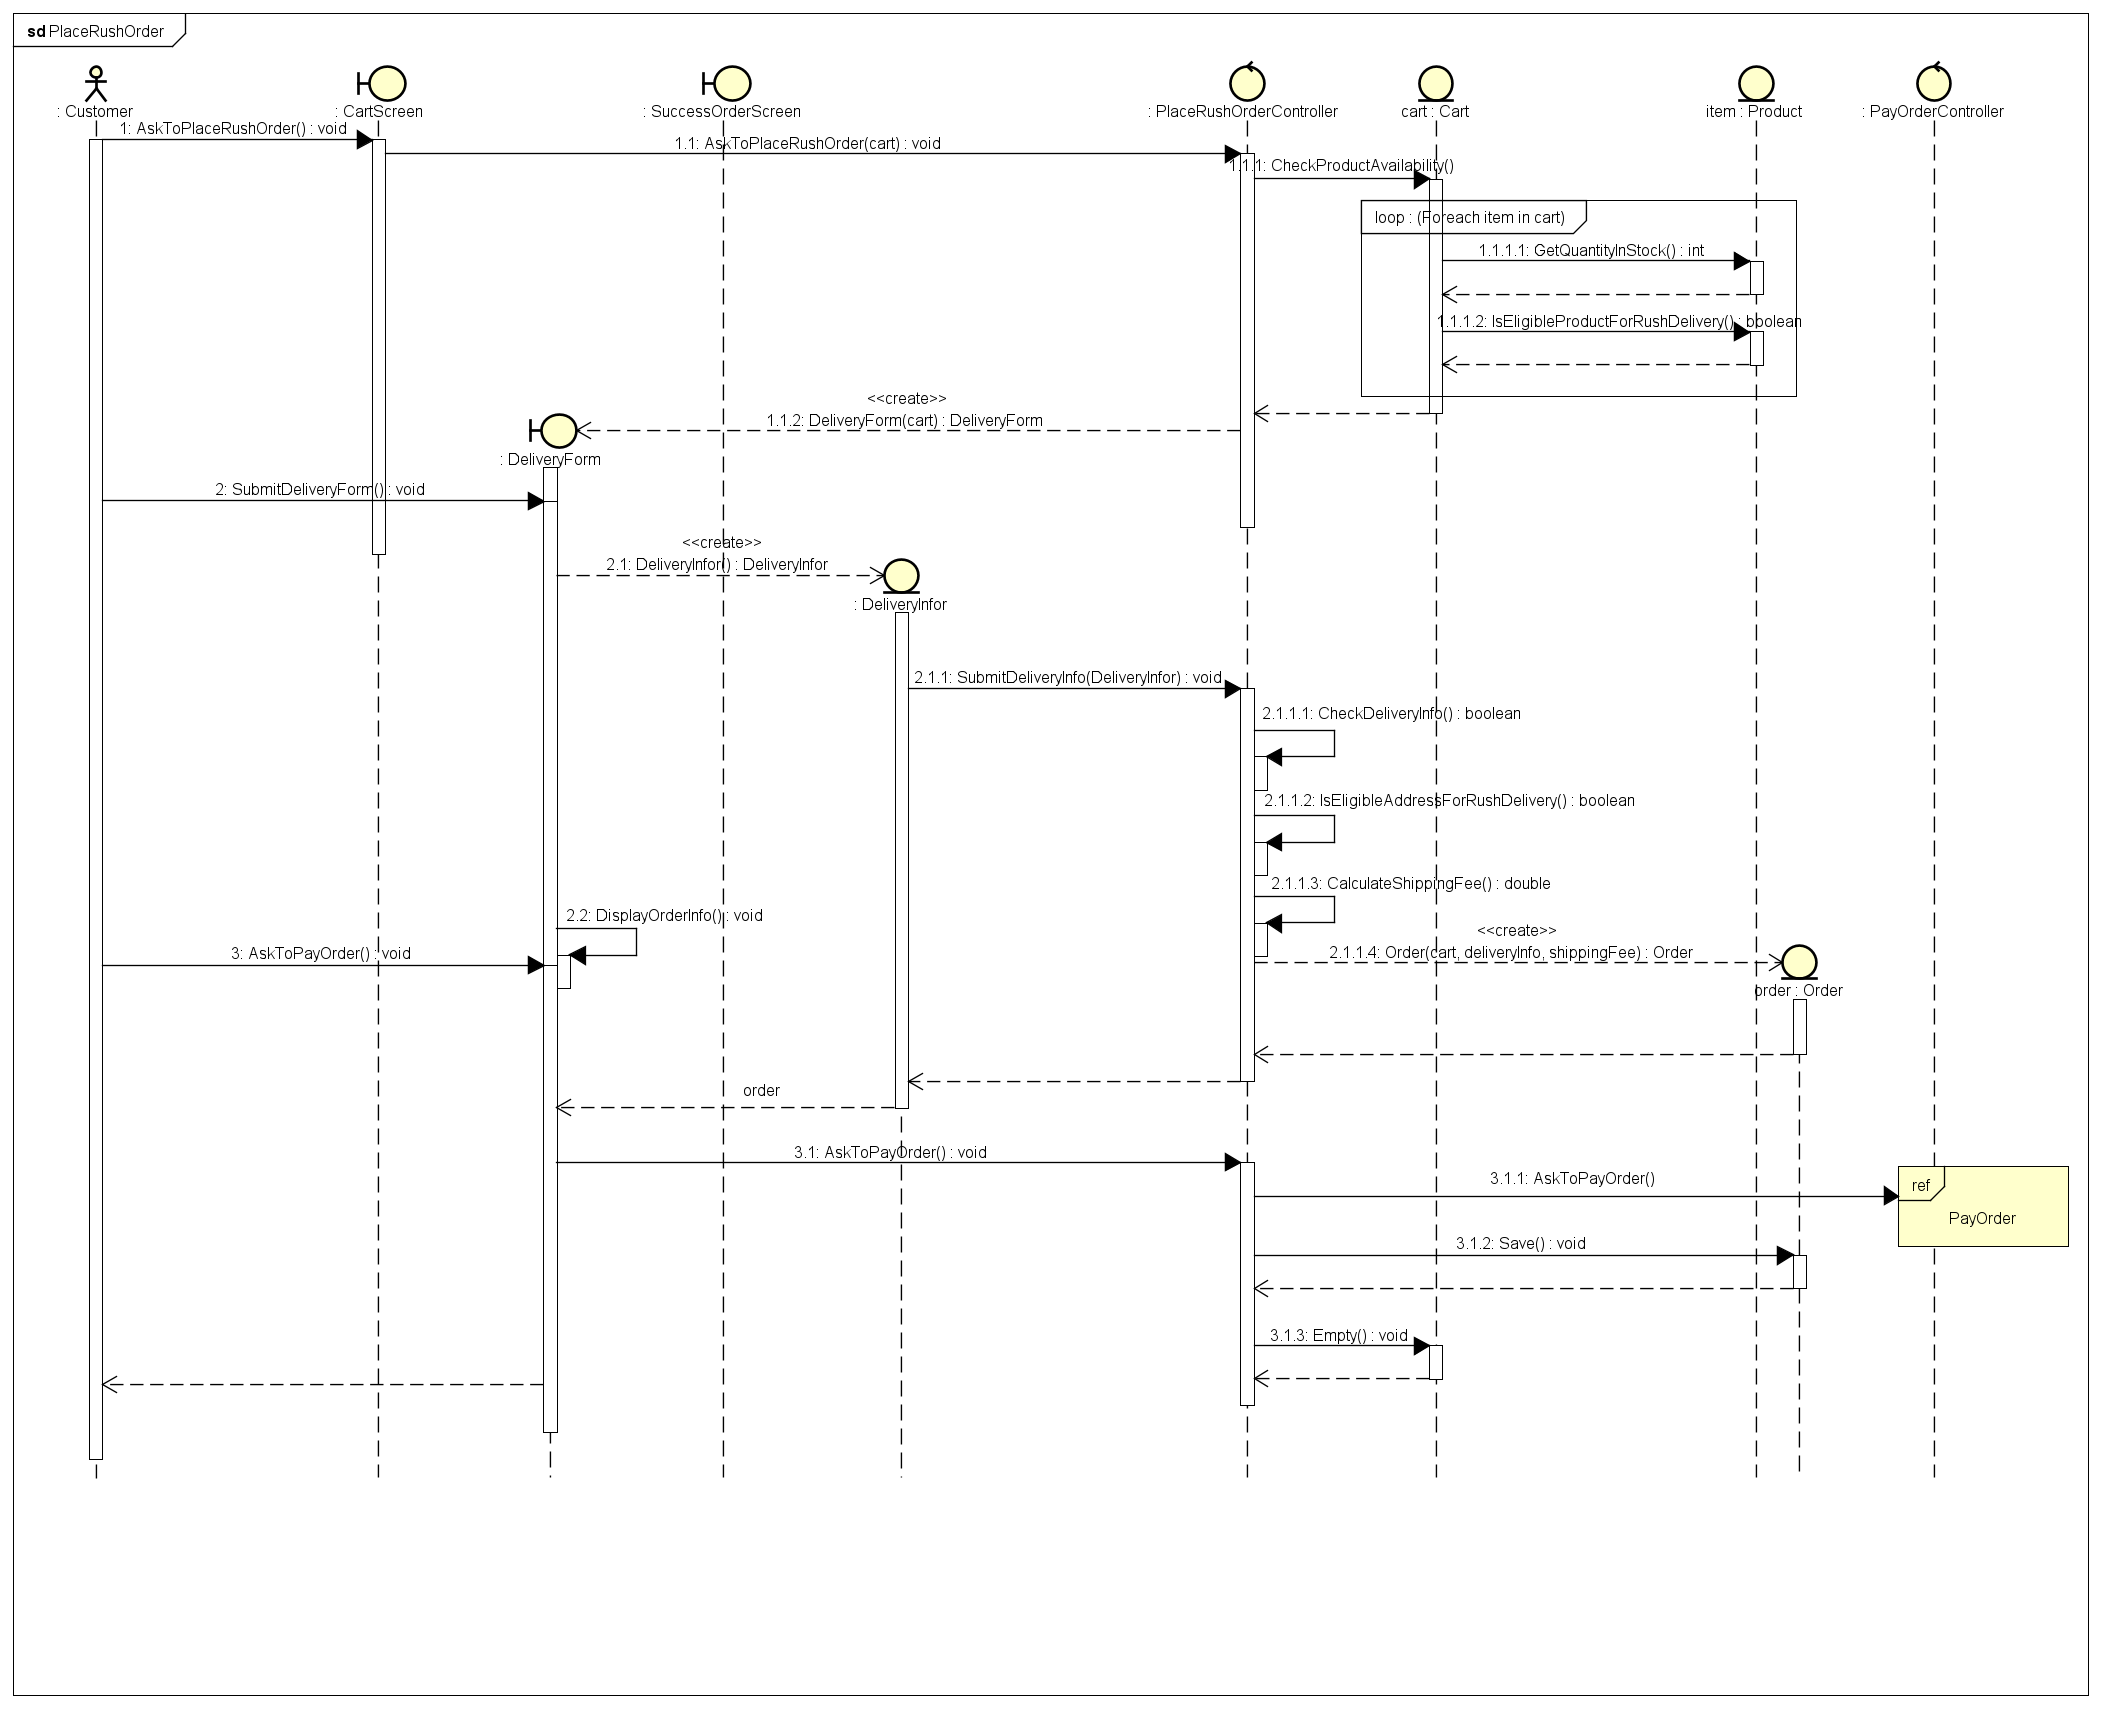 sd PlaceRushOrder
: Customer
: CartScreen
: SuccessOrderScreen
: PlaceRushOrderController
cart : Cart
item : Product
: PayOrderController
1: AskToPlaceRushOrder() : void
1.1: AskToPlaceRushOrder(cart) : void
1.1.1: CheckProductAvailability()
loop : (Foreach item in cart)
1.1.1.1: GetQuantityInStock() : int
1.1.1.2: IsEligibleProductForRushDelivery() : boolean
<<create>>
1.1.2: DeliveryForm(cart) : DeliveryForm
: DeliveryForm
2: SubmitDeliveryForm() : void
<<create>>
2.1: DeliveryInfor() : DeliveryInfor
: DeliveryInfor
2.1.1: SubmitDeliveryInfo(DeliveryInfor) : void
2.1.1.1: CheckDeliveryInfo() : boolean
2.1.1.2: IsEligibleAddressForRushDelivery() : boolean
2.1.1.3: CalculateShippingFee() : double
2.2: DisplayOrderInfo() : void
<<create>>
3: AskToPayOrder() : void
2.1.1.4: Order(cart, deliveryInfo, shippingFee) : Order
order : Order
order
3.1: AskToPayOrder() : void
3.1.1: AskToPayOrder()
ref
PayOrder
3.1.2: Save() : void
3.1.3: Empty() : void